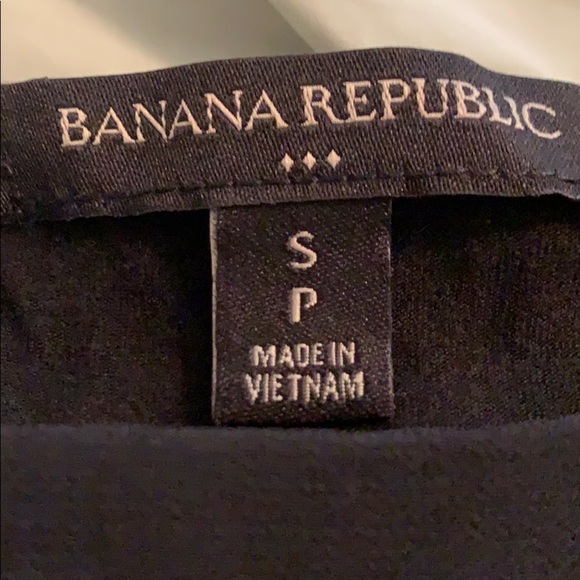 BANANA REPUBLIC
S
P
MADE IN
VIETNAM